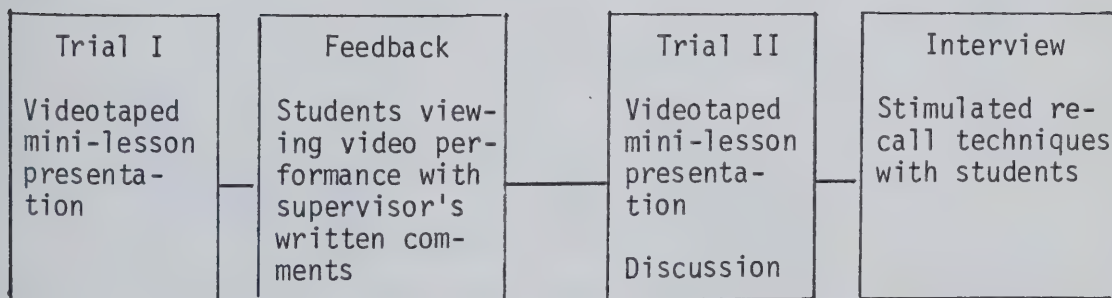 Trial I
Videotaped
mini-lesson
presenta-
tion
Feedback
Students view-
ing video per-
formance with
supervisor's
written com-
ments
Trial II
Videotaped
mini-lesson
presenta-
tion
Discussion
Interview
Stimulated re-
call techniques
with students